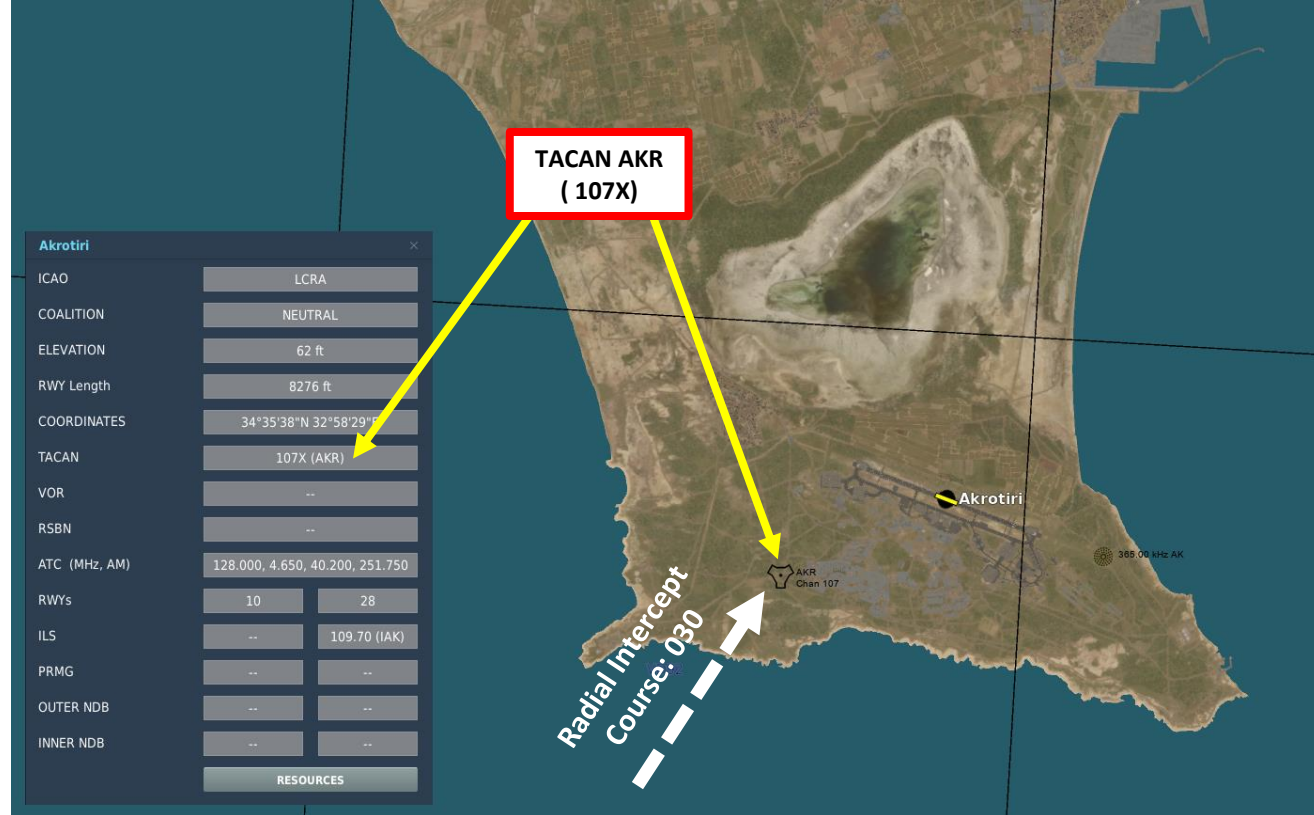 TACAN AKR
( 107X)
Akrotiri ×
ICAO LCRA
COALITION NEUTRAL
ELEVATION 62 ft
RWY Length 8276 ft
COORDINATES 34°35'38"N 32°58'29"
TACAN 107X (AKR)
VOR --
RSBN --
ATC (MHz, AM) 128.000, 4.650, 40.200, 251.750
RWYs 10 28
ILS -- 109.70 (IAK)
PRMG -- --
OUTER NDB -- --
INNER NDB -- --
RESOURCES
Akrotiri
365.00 kHz AK
AKR
Chan 107
Radial Intercept
Course: 030